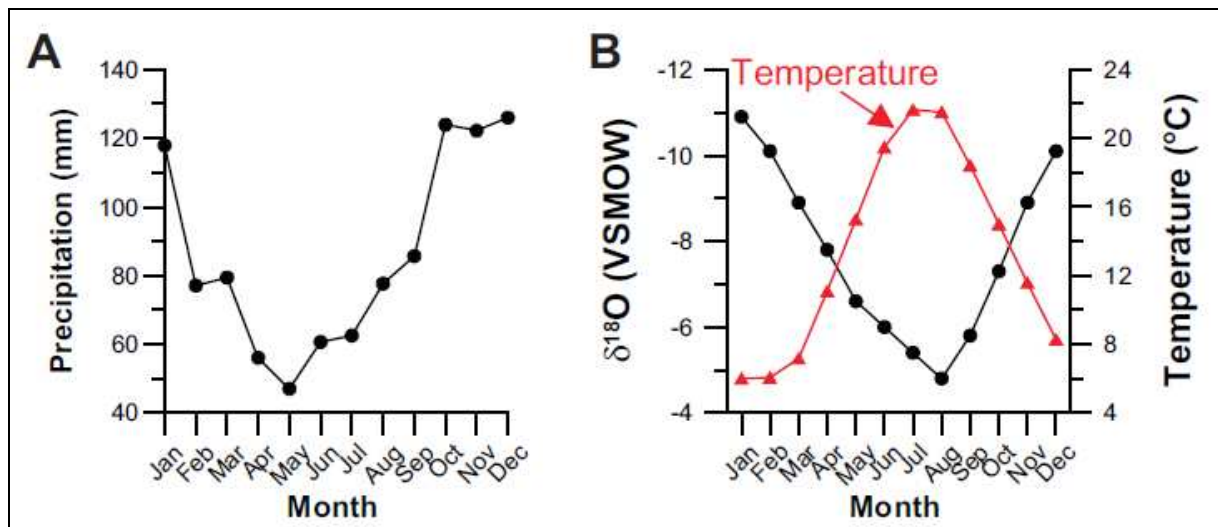 A
Precipitation (mm)
140
120
100
80
60
40
Jan
Feb
Mar
Apr
May
Jun
Jul
Aug
Sep
Oct
Nov
Dec
Month
B
Temperature
δ¹⁸O (VSMOW)
-12
-10
-8
-6
-4
24
20
16
12
8
4
Temperature (°C)
Jan
Feb
Mar
Apr
May
Jun
Jul
Aug
Sep
Oct
Nov
Dec
Month